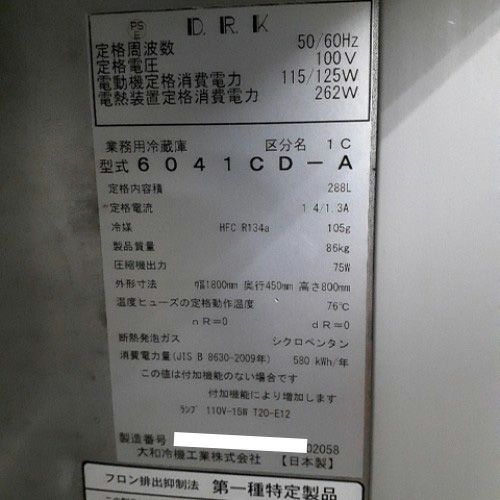 PS
E
D.R.K
定格周波数 50/60Hz
定格電圧 100V
電動機定格消費電力 115/125W
電熱装置定格消費電力 262W
業務用冷蔵庫 区分名 1C
型式 6041CD-A
定格内容積 288L
定格電流 1.4/1.3A
冷媒 HFC R134a 105g
製品質量 86kg
圧縮機出力 75W
外形寸法 幅1800mm 奥行450mm 高さ800mm
温度ヒューズの定格動作温度 76℃
nR=0 dR=0
断熱発泡ガス シクロペンタン
消費電力量(JIS B 8630-2009年) 580 kWh/年
この値は付加機能のない場合です
付加機能により増加します
ランプ 110V-15W T20-E12
製造番号 02058
大和冷機工業株式会社 【日本製】
フロン排出抑制法 第一種特定製品